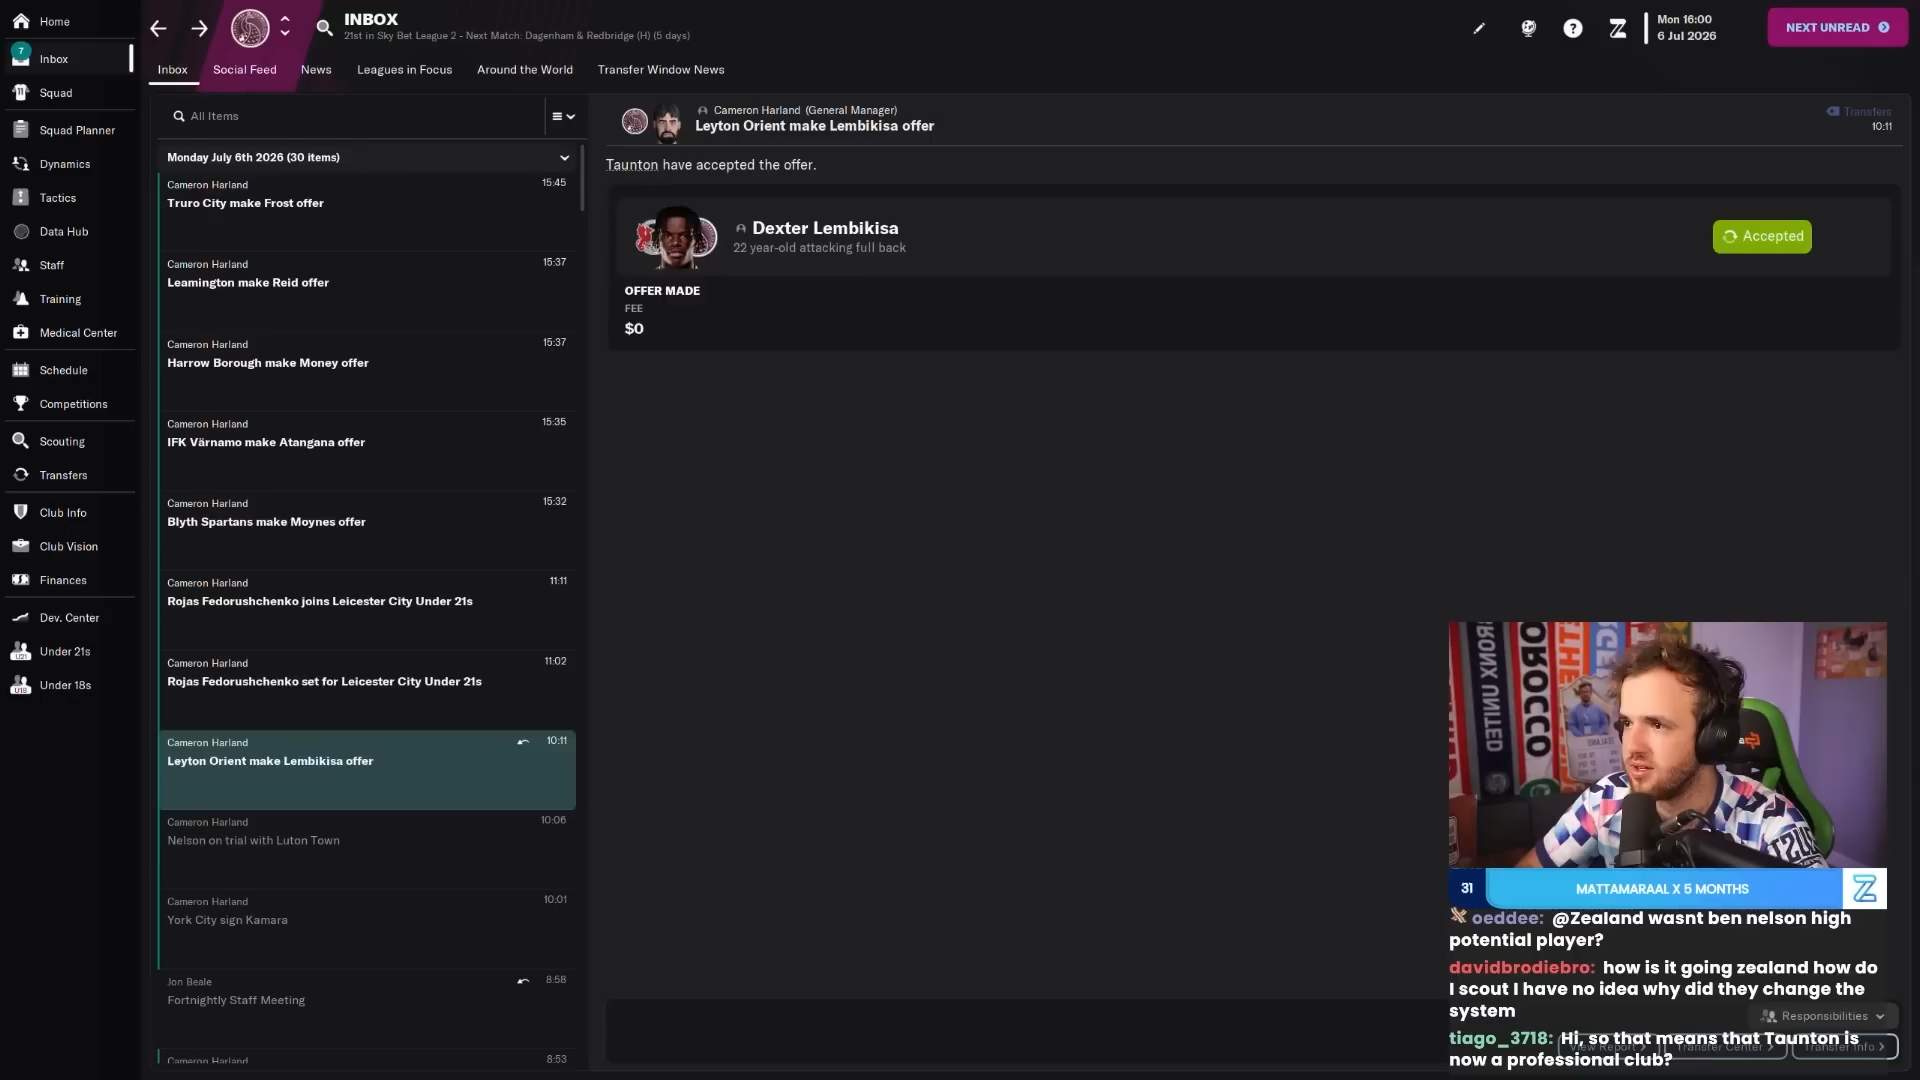 Home
7
Inbox
Squad
Squad Planner
Dynamics
Tactics
Data Hub
Staff
Training
Medical Center
Schedule
Competitions
Scouting
Transfers
Club Info
Club Vision
Finances
Dev. Center
Under 21s
Under 18s
INBOX
21st in Sky Bet League 2 - Next Match: Dagenham & Redbridge (H) (5 days)
Mon 16:00
6 Jul 2026
NEXT UNREAD
Inbox
Social Feed
News
Leagues in Focus
Around the World
Transfer Window News
All Items
Monday July 6th 2026 (30 items)
Cameron Harland 15:45
Truro City make Frost offer
Cameron Harland 15:37
Leamington make Reid offer
Cameron Harland 15:37
Harrow Borough make Money offer
Cameron Harland 15:35
IFK Värnamo make Atangana offer
Cameron Harland 15:32
Blyth Spartans make Moynes offer
Cameron Harland 11:11
Rojas Fedorushchenko joins Leicester City Under 21s
Cameron Harland 11:02
Rojas Fedorushchenko set for Leicester City Under 21s
Cameron Harland 10:11
Leyton Orient make Lembikisa offer
Cameron Harland 10:06
Nelson on trial with Luton Town
Cameron Harland 10:01
York City sign Kamara
Jon Beale 8:58
Fortnightly Staff Meeting
Cameron Harland 8:53
Cameron Harland (General Manager)
Leyton Orient make Lembikisa offer
Transfers
10:11
Taunton have accepted the offer.
Dexter Lembikisa
22 year-old attacking full back
Accepted
OFFER MADE
FEE
$0
BRONX UNITED
OROCCO
31
MATTAMARAAL X 5 MONTHS
Z
oeddee: @Zealand wasnt ben nelson high
potential player?
davidbrodiebro: how is it going zealand how do
I scout I have no idea why did they change the
system
Responsibilities
tiago_3718: Hi, so that means that Taunton is
now a professional club?
View Report
Transfer Center
Transfer Info